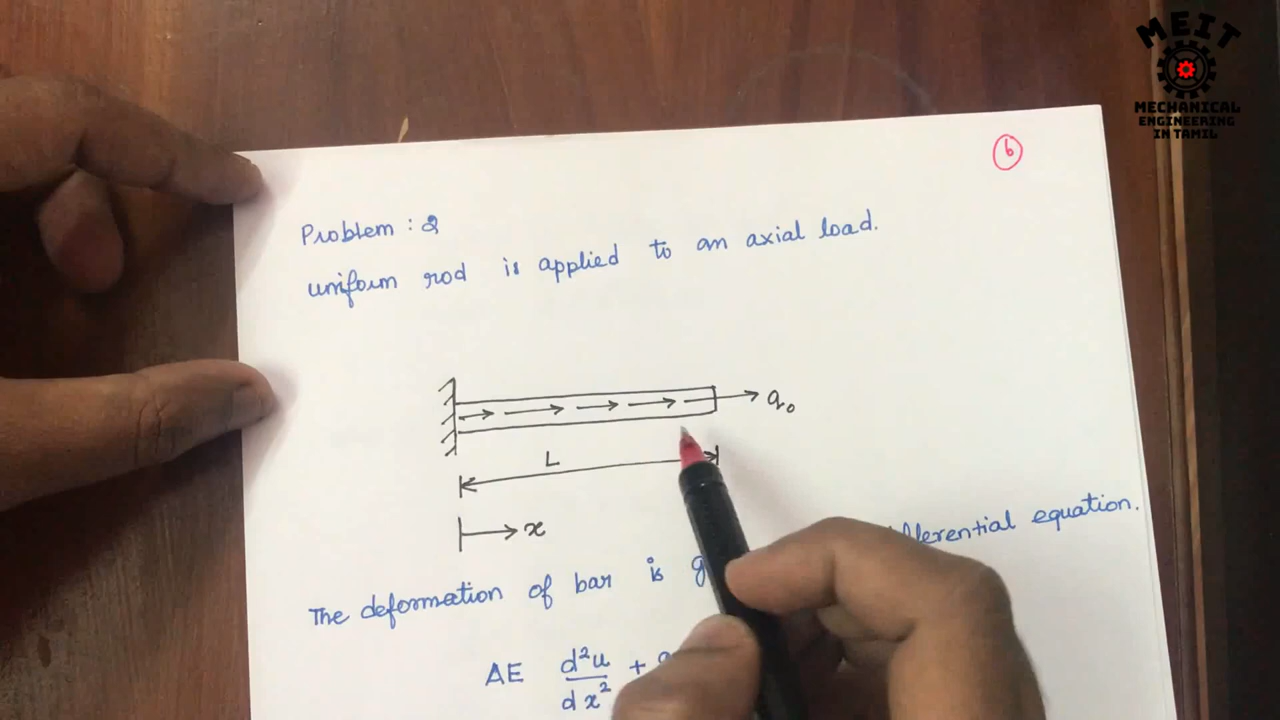 MEIT
MECHANICAL
ENGINEERING
IN TAMIL
6
Problem : 2
uniform rod is applied to an axial load.
q₀
L
x
The deformation of bar is equation.
AE d²u/dx² +